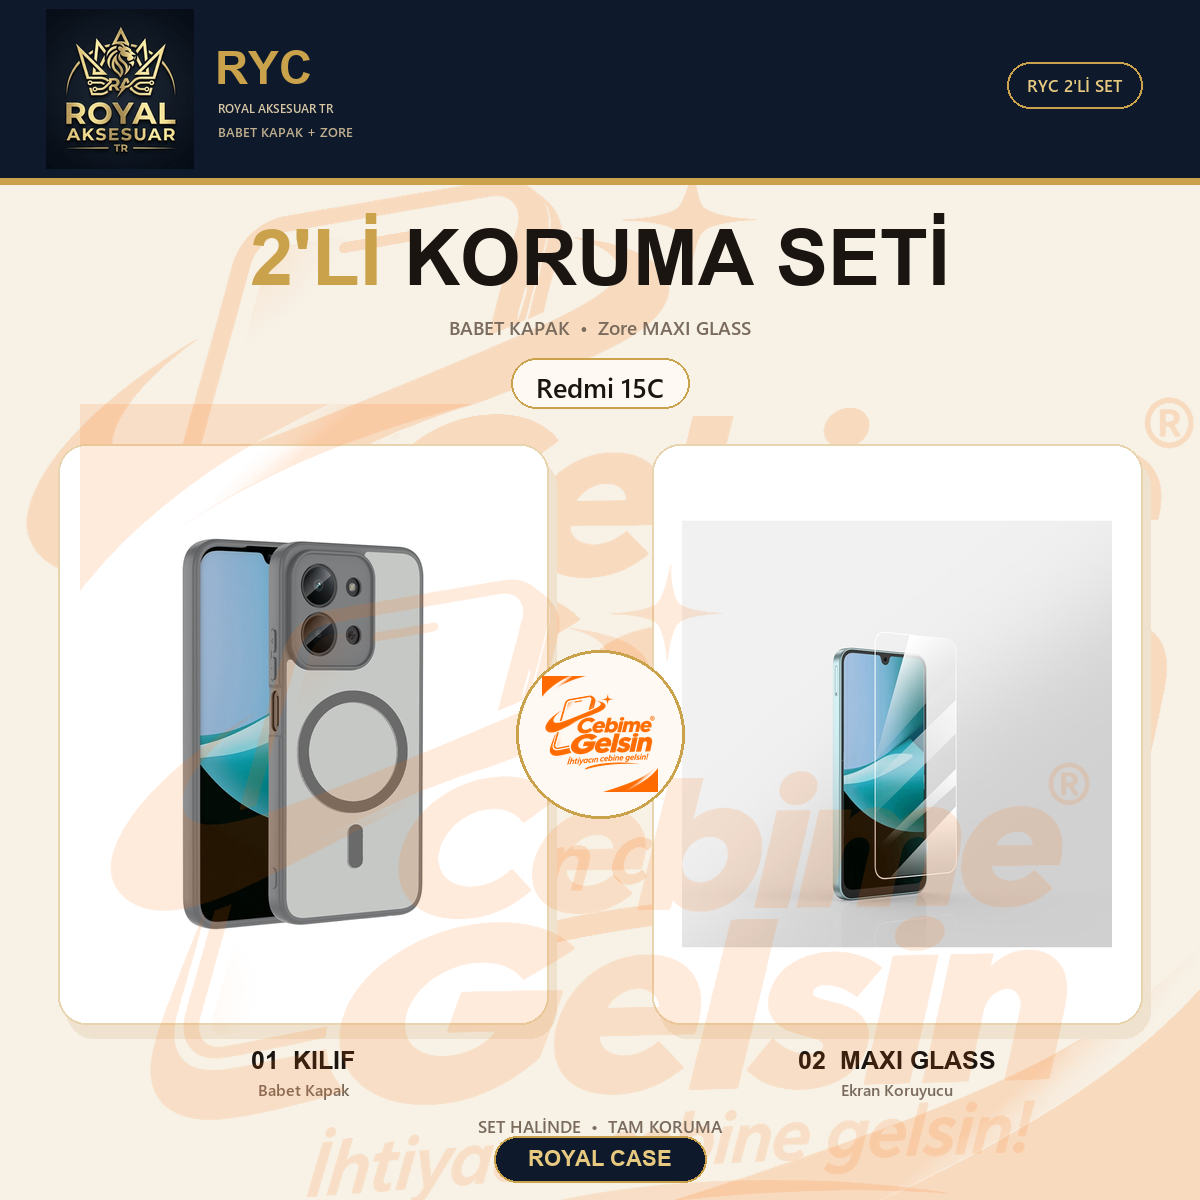 ROYAL
AKSESUAR
TR
RYC
ROYAL AKSESUAR TR
BABET KAPAK + ZORE
RYC 2'Lİ SET
2'Lİ KORUMA SETİ
BABET KAPAK • Zore MAXI GLASS
Redmi 15C
Cebime®
Gelsin
İhtiyacın cebine gelsin!
Cebime®
Gelsin
01 KILIF
Babet Kapak
02 MAXI GLASS
Ekran Koruyucu
SET HALİNDE • TAM KORUMA
ROYAL CASE